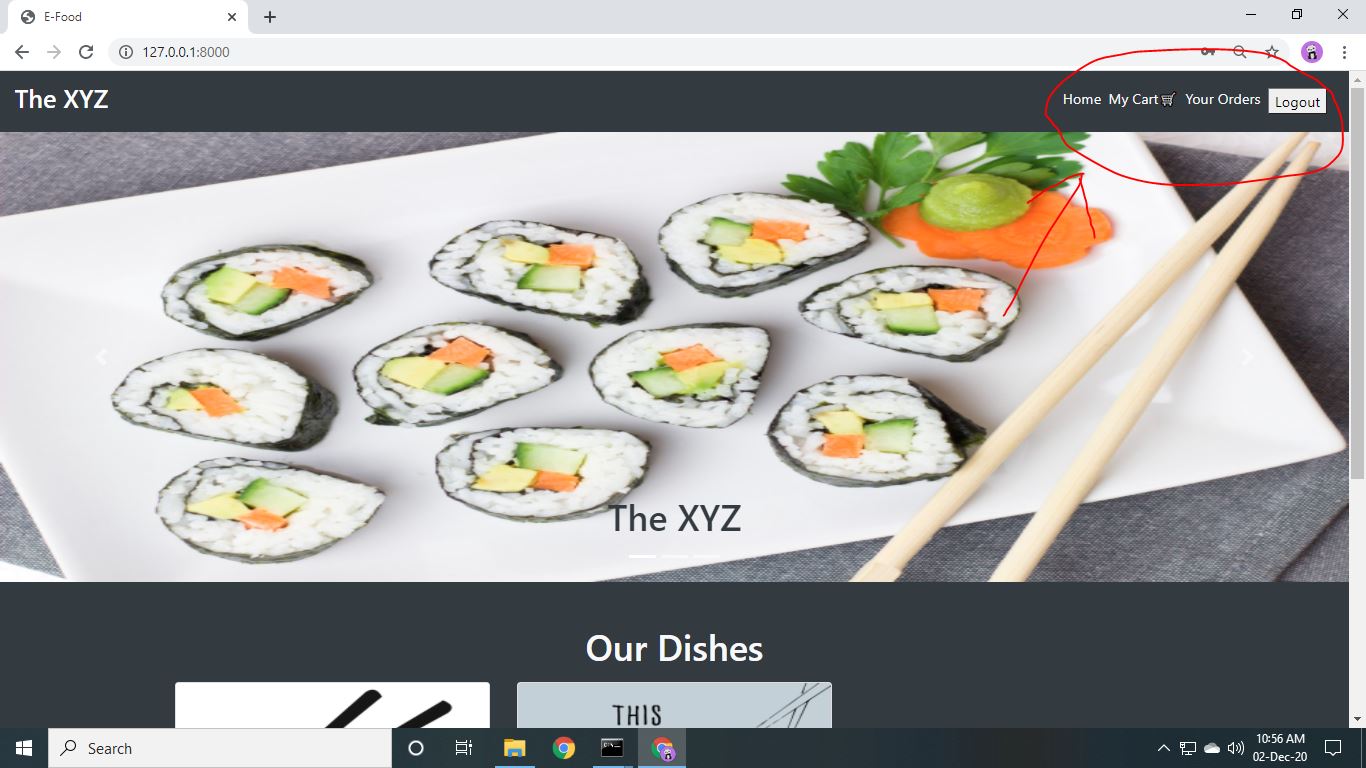 E-Food
127.0.0.1:8000
The XYZ
Home My Cart🛒 Your Orders Logout
The XYZ
Our Dishes
THIS
Search
10:56 AM
02-Dec-20